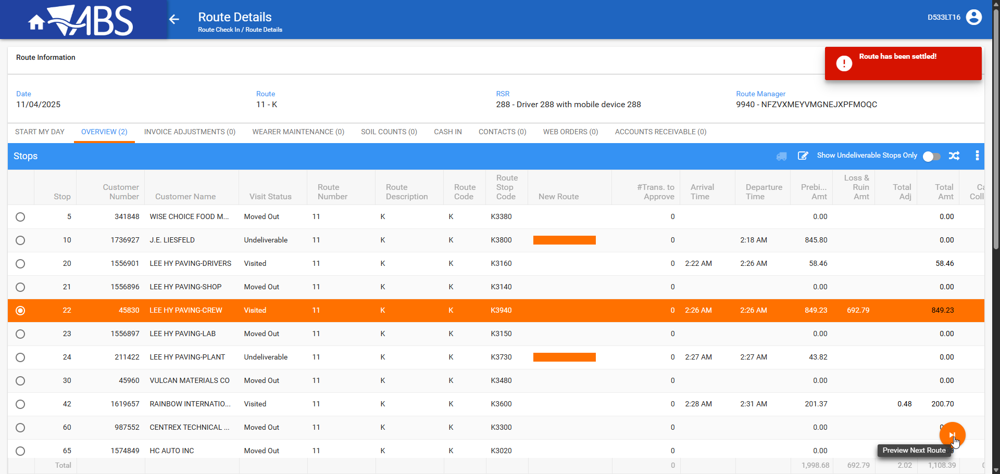 ABS
Route Details
Route Check In / Route Details
D533LT16
Route Information
Route has been settled!
Date
11/04/2025
Route
11 - K
RSR
288 - Driver 288 with mobile device 288
Route Manager
9940 - NFZVXMEYVMGNEJXPFMOQC
START MY DAY OVERVIEW (2) INVOICE ADJUSTMENTS (0) WEARER MAINTENANCE (0) SOIL COUNTS (0) CASH IN CONTACTS (0) WEB ORDERS (0) ACCOUNTS RECEIVABLE (0)
Stops
Show Undeliverable Stops Only
Stop
Customer
Number
Customer Name
Visit Status
Route
Number
Route
Description
Route
Code
Route
Stop
Code
New Route
#Trans. to
Approve
Arrival
Time
Departure
Time
Prebi...
Amt
Loss &
Ruin
Amt
Total
Adj
Total
Amt
Ca
Coll
5 341848 WISE CHOICE FOOD M... Moved Out 11 K K K3380 0 0.00 0.00
10 1736927 J.E. LIESFELD Undeliverable 11 K K K3800 0 2:18 AM 845.80 0.00
20 1556901 LEE HY PAVING-DRIVERS Visited 11 K K K3160 0 2:22 AM 2:26 AM 58.46 58.46
21 1556896 LEE HY PAVING-SHOP Moved Out 11 K K K3140 0 0.00 0.00
22 45830 LEE HY PAVING-CREW Visited 11 K K K3940 0 2:26 AM 2:26 AM 849.23 692.79 849.23
23 1556897 LEE HY PAVING-LAB Moved Out 11 K K K3150 0 0.00 0.00
24 211422 LEE HY PAVING-PLANT Undeliverable 11 K K K3730 0 2:27 AM 2:27 AM 43.82 0.00
30 45960 VULCAN MATERIALS CO Moved Out 11 K K K3480 0 0.00 0.00
42 1619657 RAINBOW INTERNATIO... Visited 11 K K K3600 0 2:28 AM 2:31 AM 201.37 0.48 200.70
60 987552 CENTREX TECHNICAL ... Moved Out 11 K K K3300 0 0.00
65 1574849 HC AUTO INC Moved Out 11 K K K3020 0 0.00
Preview Next Route
Total 0 1,998.68 692.79 2.02 1,108.39